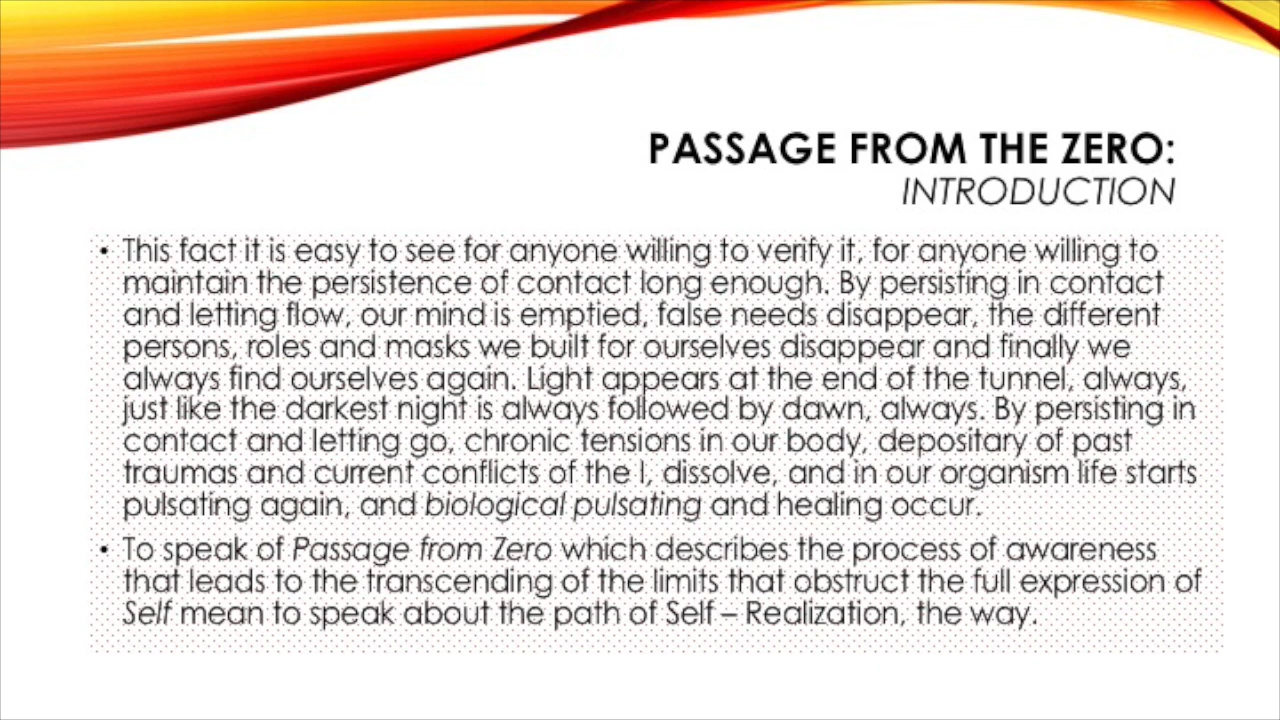 PASSAGE FROM THE ZERO:
INTRODUCTION
• This fact it is easy to see for anyone willing to verify it, for anyone willing to
maintain the persistence of contact long enough. By persisting in contact
and letting flow, our mind is emptied, false needs disappear, the different
persons, roles and masks we built for ourselves disappear and finally we
always find ourselves again. Light appears at the end of the tunnel, always,
just like the darkest night is always followed by dawn, always. By persisting in
contact and letting go, chronic tensions in our body, depositary of past
traumas and current conflicts of the I, dissolve, and in our organism life starts
pulsating again, and biological pulsating and healing occur.
• To speak of Passage from Zero which describes the process of awareness
that leads to the transcending of the limits that obstruct the full expression of
Self mean to speak about the path of Self – Realization, the way.